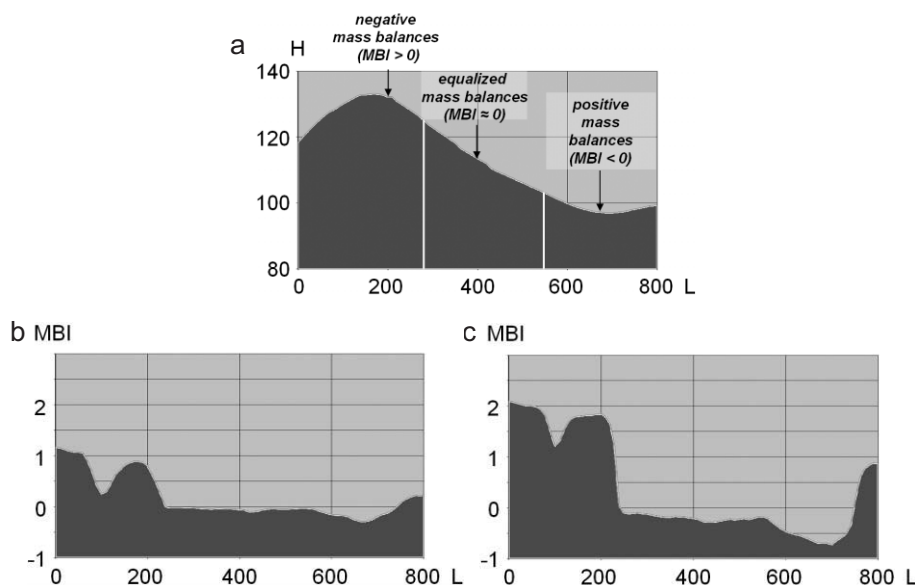 negative
mass balances
(MBI > 0)
a
H
140
equalized
mass balances
(MBI ≈ 0)
positive
mass
balances
(MBI < 0)
120
100
80
0 200 400 600 800 L
b MBI
2
1
0
-1
0 200 400 600 800 L
c MBI
2
1
0
-1
0 200 400 600 800 L